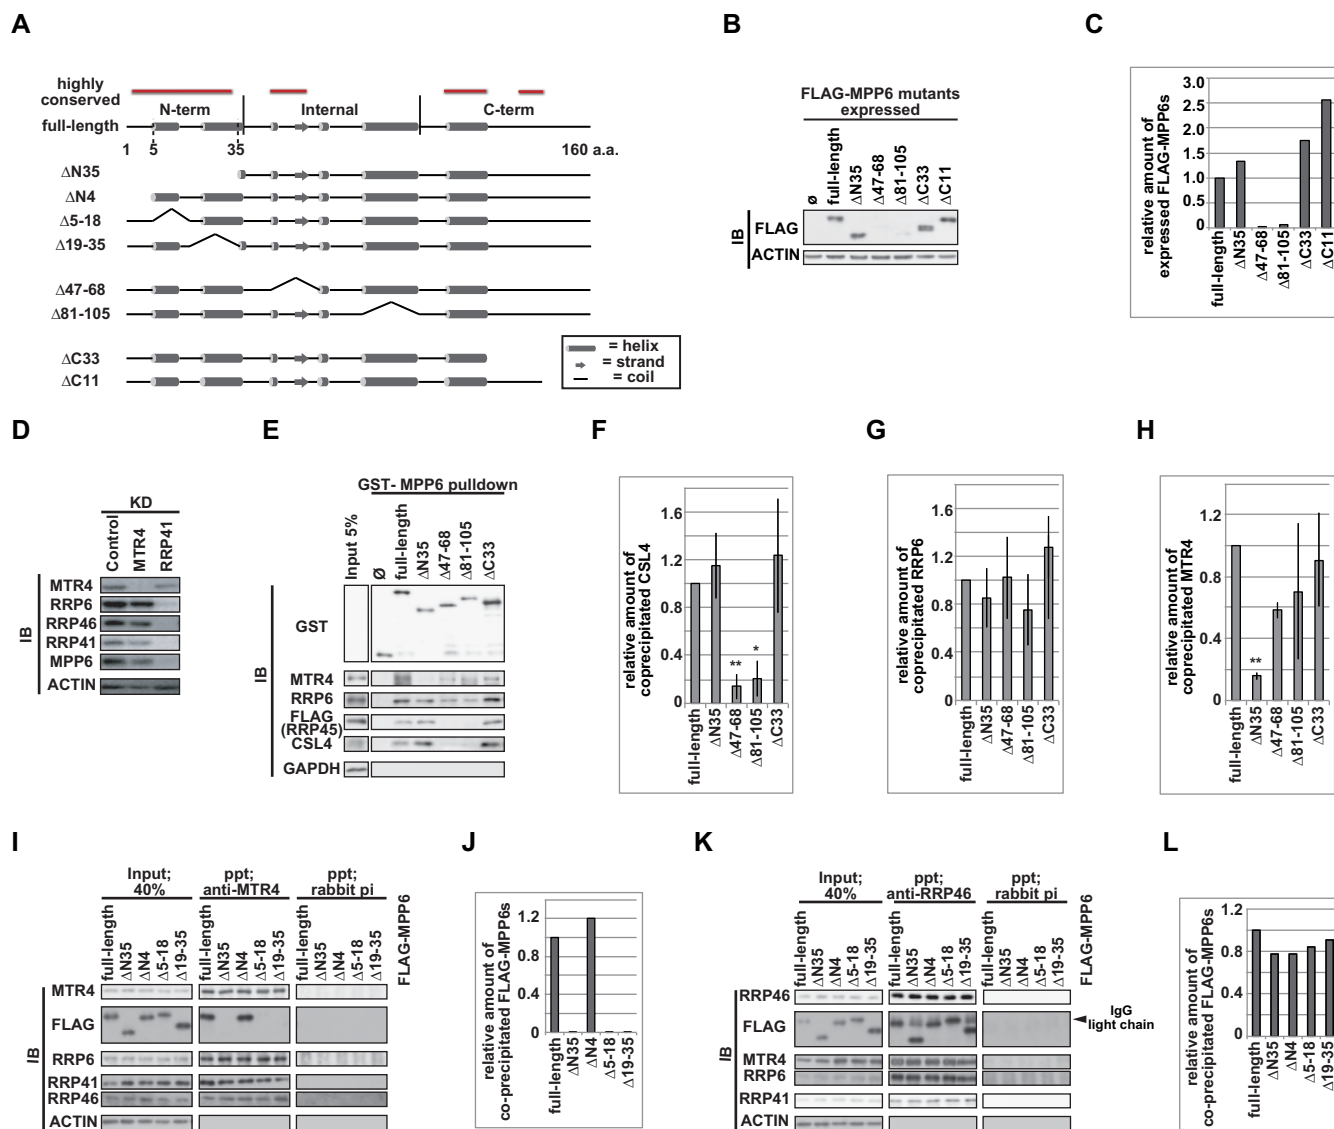 A
highly
conserved
N-term
Internal
C-term
full-length
1
5
35
160 a.a.
ΔN35
ΔN4
Δ5-18
Δ19-35
Δ47-68
Δ81-105
ΔC33
ΔC11
= helix
= strand
= coil
B
FLAG-MPP6 mutants
expressed
ø
full-length
ΔN35
Δ47-68
Δ81-105
ΔC33
ΔC11
IB
FLAG
ACTIN
C
relative amount of
expressed FLAG-MPP6s
3.0
2.5
2.0
1.5
1.0
0.5
0
full-length
ΔN35
Δ47-68
Δ81-105
ΔC33
ΔC11
D
KD
Control
MTR4
RRP41
IB
MTR4
RRP6
RRP46
RRP41
MPP6
ACTIN
E
GST- MPP6 pulldown
Input 5%
Ø
full-length
ΔN35
Δ47-68
Δ81-105
ΔC33
IB
GST
MTR4
RRP6
FLAG
(RRP45)
CSL4
GAPDH
F
relative amount of
coprecipitated CSL4
1.6
1.2
0.8
0.4
0
**
*
full-length
ΔN35
Δ47-68
Δ81-105
ΔC33
G
relative amount of
coprecipitated RRP6
1.6
1.2
0.8
0.4
0
full-length
ΔN35
Δ47-68
Δ81-105
ΔC33
H
relative amount of
coprecipitated MTR4
1.2
0.8
0.4
0
**
full-length
ΔN35
Δ47-68
Δ81-105
ΔC33
I
Input;
40%
ppt;
anti-MTR4
ppt;
rabbit pi
full-length
ΔN35
ΔN4
Δ5-18
Δ19-35
full-length
ΔN35
ΔN4
Δ5-18
Δ19-35
full-length
ΔN35
ΔN4
Δ5-18
Δ19-35
FLAG-MPP6
IB
MTR4
FLAG
RRP6
RRP41
RRP46
ACTIN
J
relative amount of
co-precipitated FLAG-MPP6s
1.2
0.8
0.4
0
full-length
ΔN35
ΔN4
Δ5-18
Δ19-35
K
Input;
40%
ppt;
anti-RRP46
ppt;
rabbit pi
full-length
ΔN35
ΔN4
Δ5-18
Δ19-35
full-length
ΔN35
ΔN4
Δ5-18
Δ19-35
full-length
ΔN35
ΔN4
Δ5-18
Δ19-35
FLAG-MPP6
IB
RRP46
FLAG
IgG
light chain
MTR4
RRP6
RRP41
ACTIN
L
relative amount of
co-precipitated FLAG-MPP6s
1.2
0.8
0.4
0
full-length
ΔN35
ΔN4
Δ5-18
Δ19-35